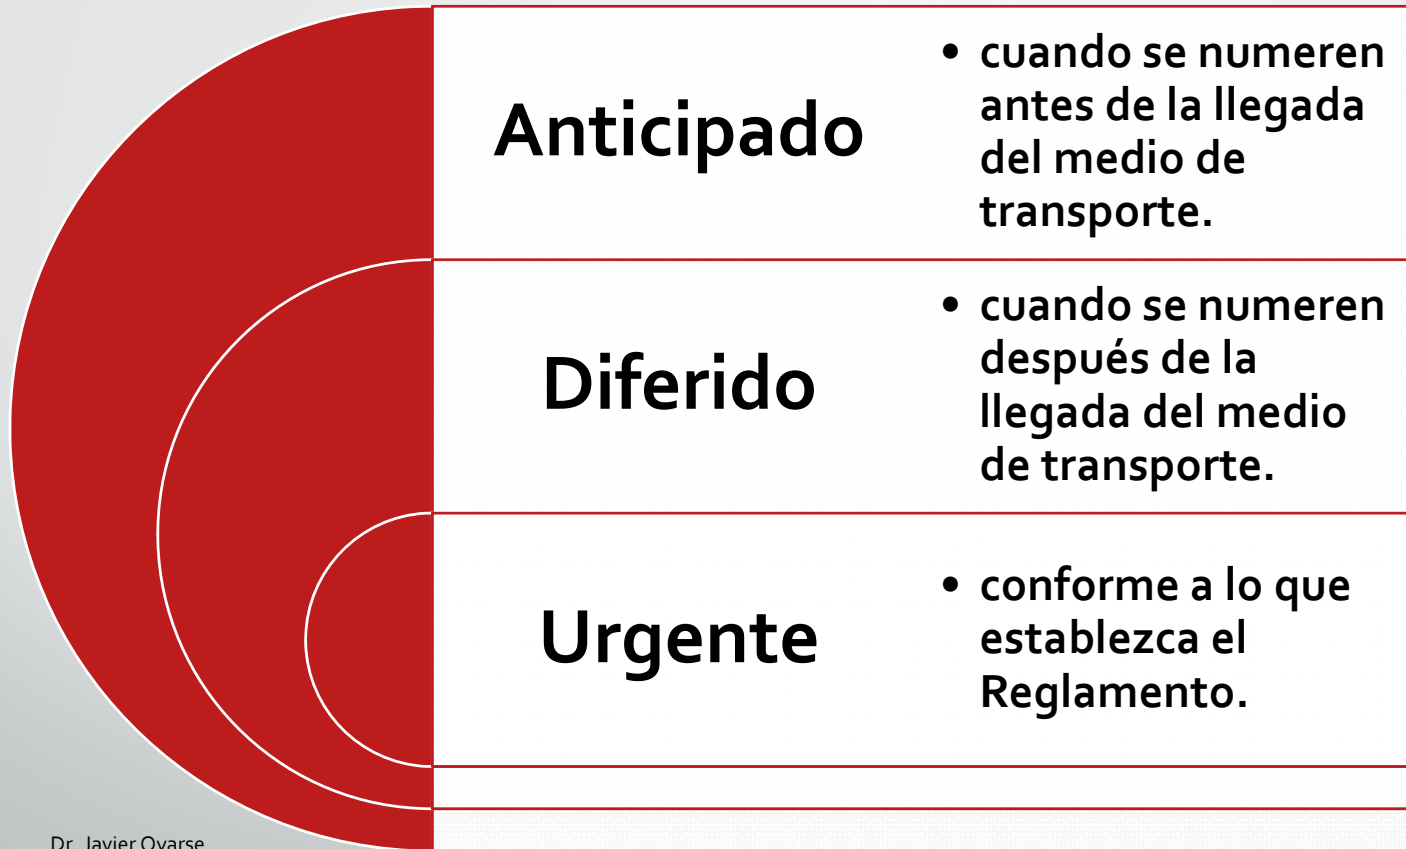 Anticipado
• cuando se numeren
antes de la llegada
del medio de
transporte.
Diferido
• cuando se numeren
después de la
llegada del medio
de transporte.
Urgente
• conforme a lo que
establezca el
Reglamento.
Dr. Javier Oyarse